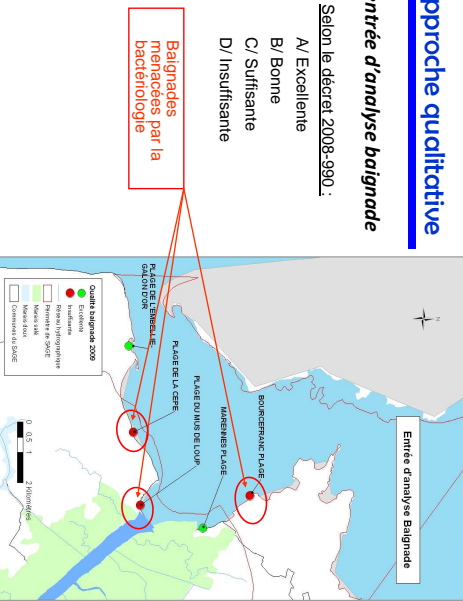 pproche qualitative
ntrée d'analyse baignade
Selon le décret 2008-990 :
A/ Excellente
B/ Bonne
C/ Suffisante
D/ Insuffisante
Baignades
menacées par la
bactériologie
Entrée d'analyse Baignade
N
BOURCEFRANC PLAGE
MARENNES PLAGE
PLAGE DU MUS DE LOUP
PLAGE DE LA CEPE
PLAGE DE L'EMBELLIE
GALON D'OR
Qualité baignade 2009
Excellente
Insuffisante
Réseau hydrographique
Périmètre de SAGE
Marais salé
Marais doux
Communes du SAGE
0 0.5 1 2 Kilomètres